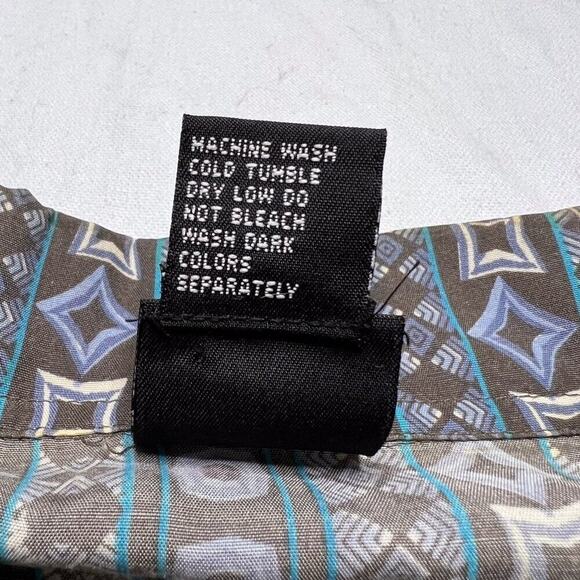 MACHINE WASH
COLD TUMBLE
DRY LOW DO
NOT BLEACH
WASH DARK
COLORS
SEPARATELY